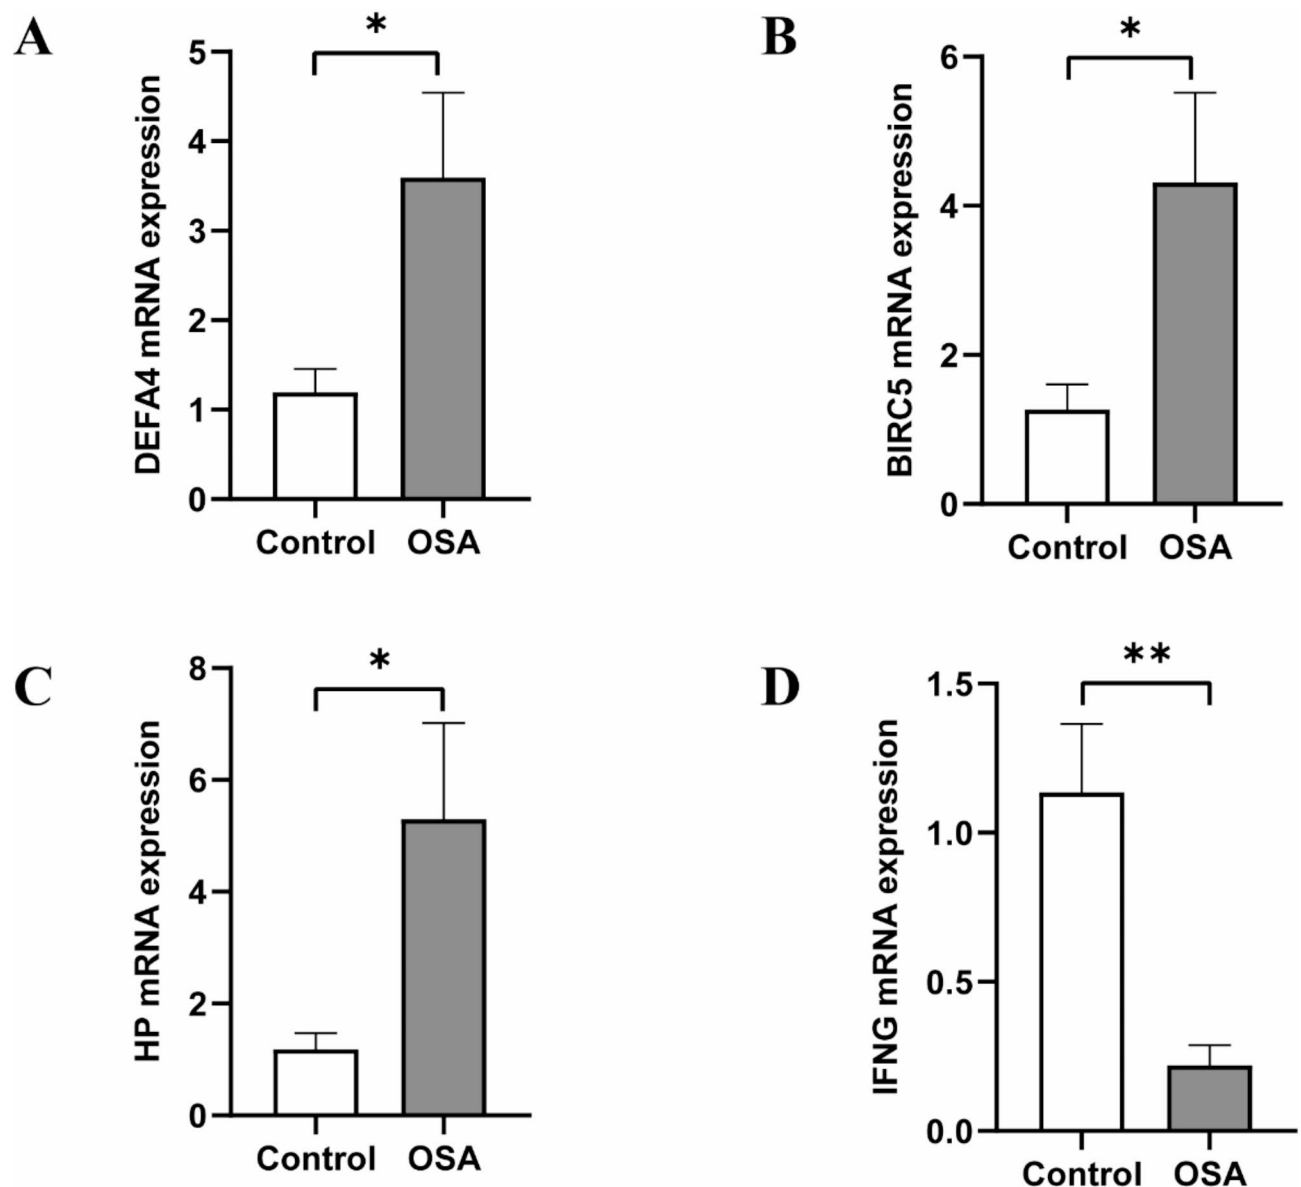 A
*
DEFA4 mRNA expression
5
4
3
2
1
0
Control OSA
B
*
BIRC5 mRNA expression
6
4
2
0
Control OSA
C
*
HP mRNA expression
8
6
4
2
0
Control OSA
D
**
IFNG mRNA expression
1.5
1.0
0.5
0.0
Control OSA